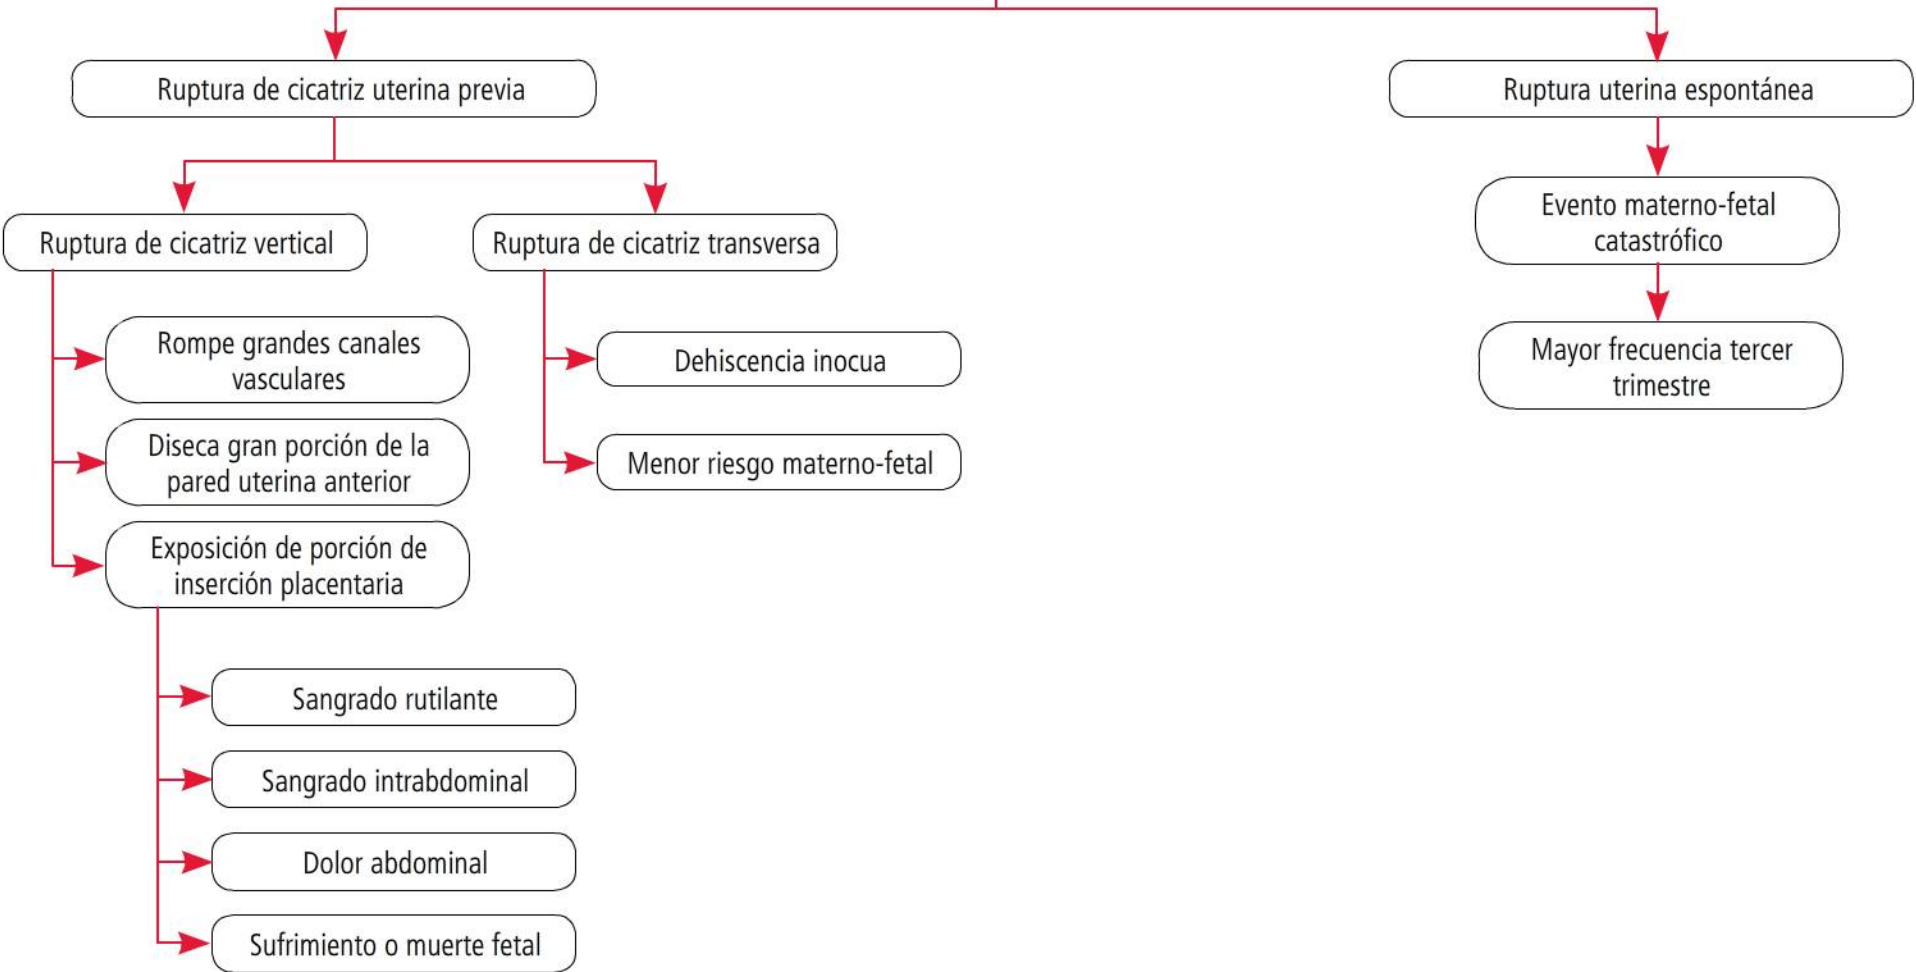 Ruptura de cicatriz uterina previa
Ruptura uterina espontánea
Ruptura de cicatriz vertical
Ruptura de cicatriz transversa
Evento materno-fetal
catastrófico
Rompe grandes canales
vasculares
Dehiscencia inocua
Mayor frecuencia tercer
trimestre
Diseca gran porción de la
pared uterina anterior
Menor riesgo materno-fetal
Exposición de porción de
inserción placentaria
Sangrado rutilante
Sangrado intrabdominal
Dolor abdominal
Sufrimiento o muerte fetal